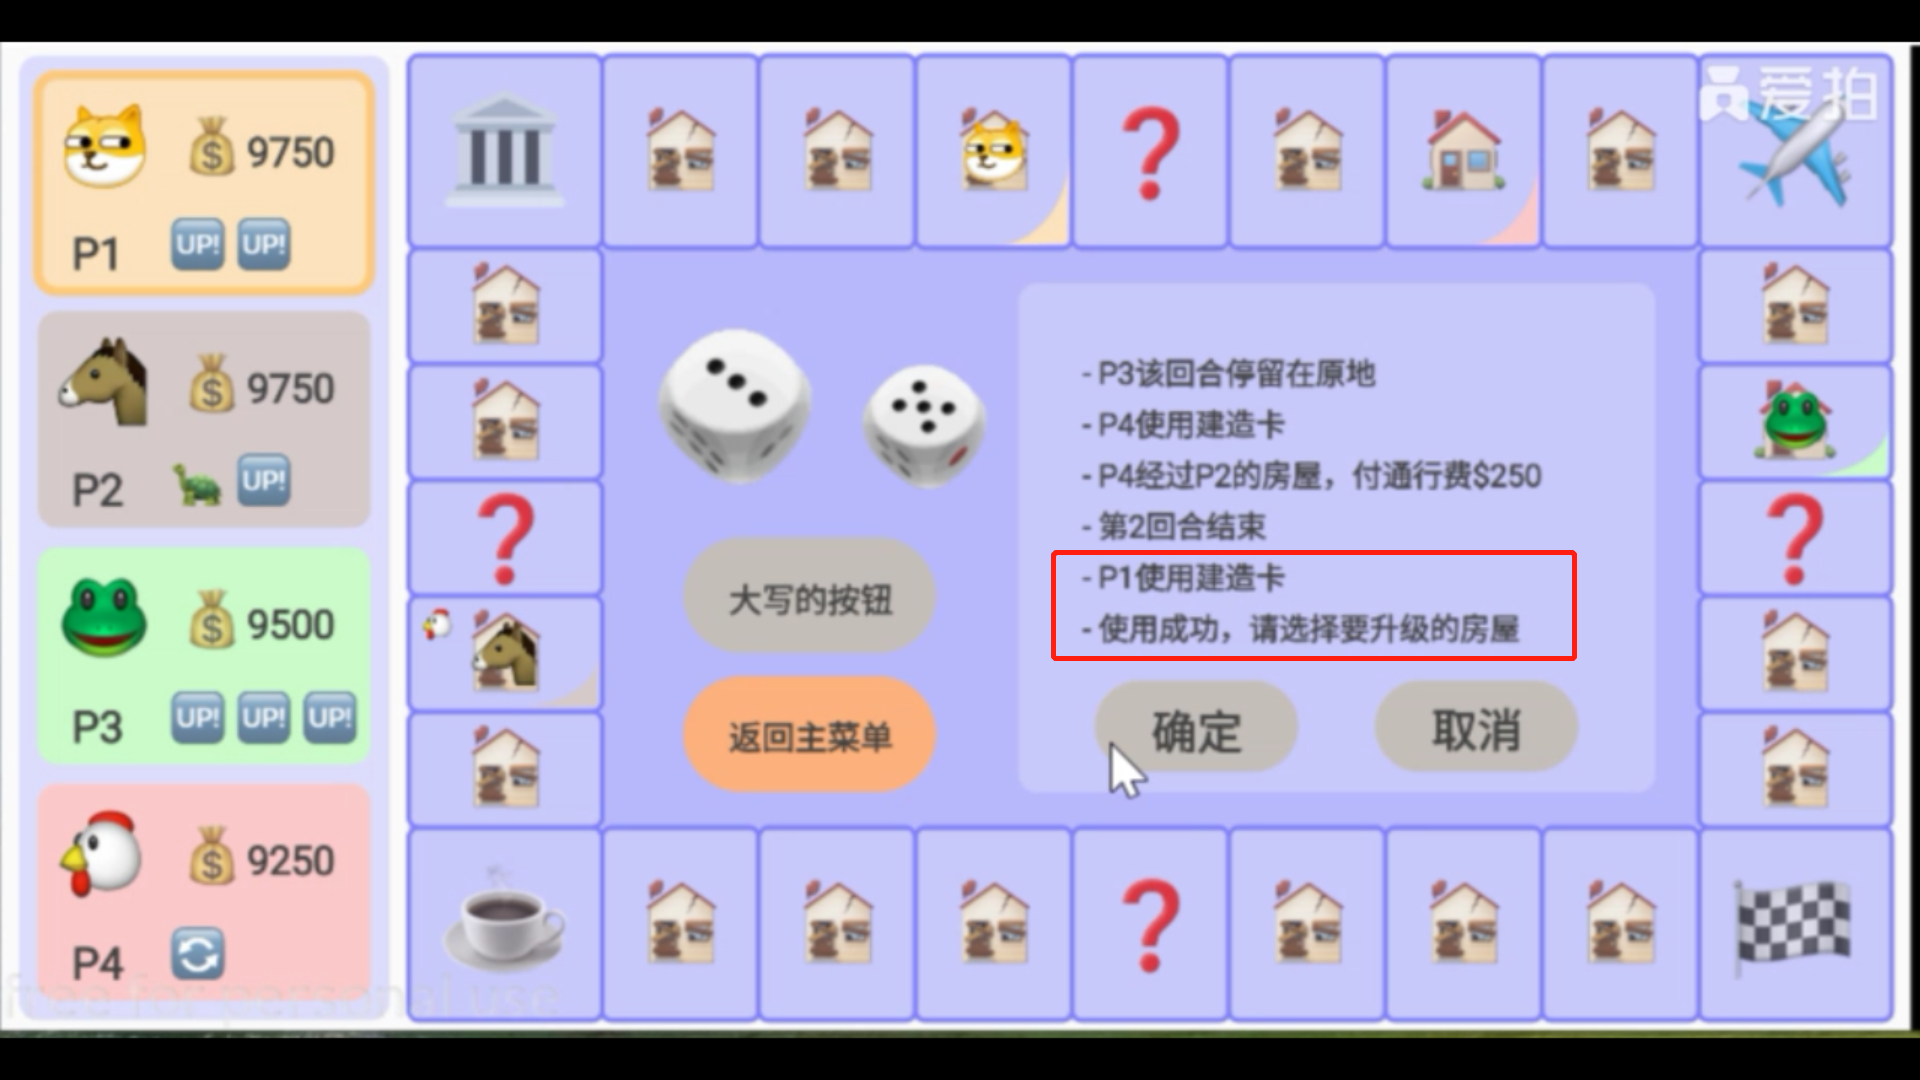 爱拍
9750
P1
UP! UP!
9750
P2
UP!
9500
P3
UP! UP! UP!
9250
P4
- P3该回合停留在原地
- P4使用建造卡
- P4经过P2的房屋，付通行费$250
- 第2回合结束
- P1使用建造卡
- 使用成功，请选择要升级的房屋
大写的按钮
返回主菜单
确定
取消
free for personal use